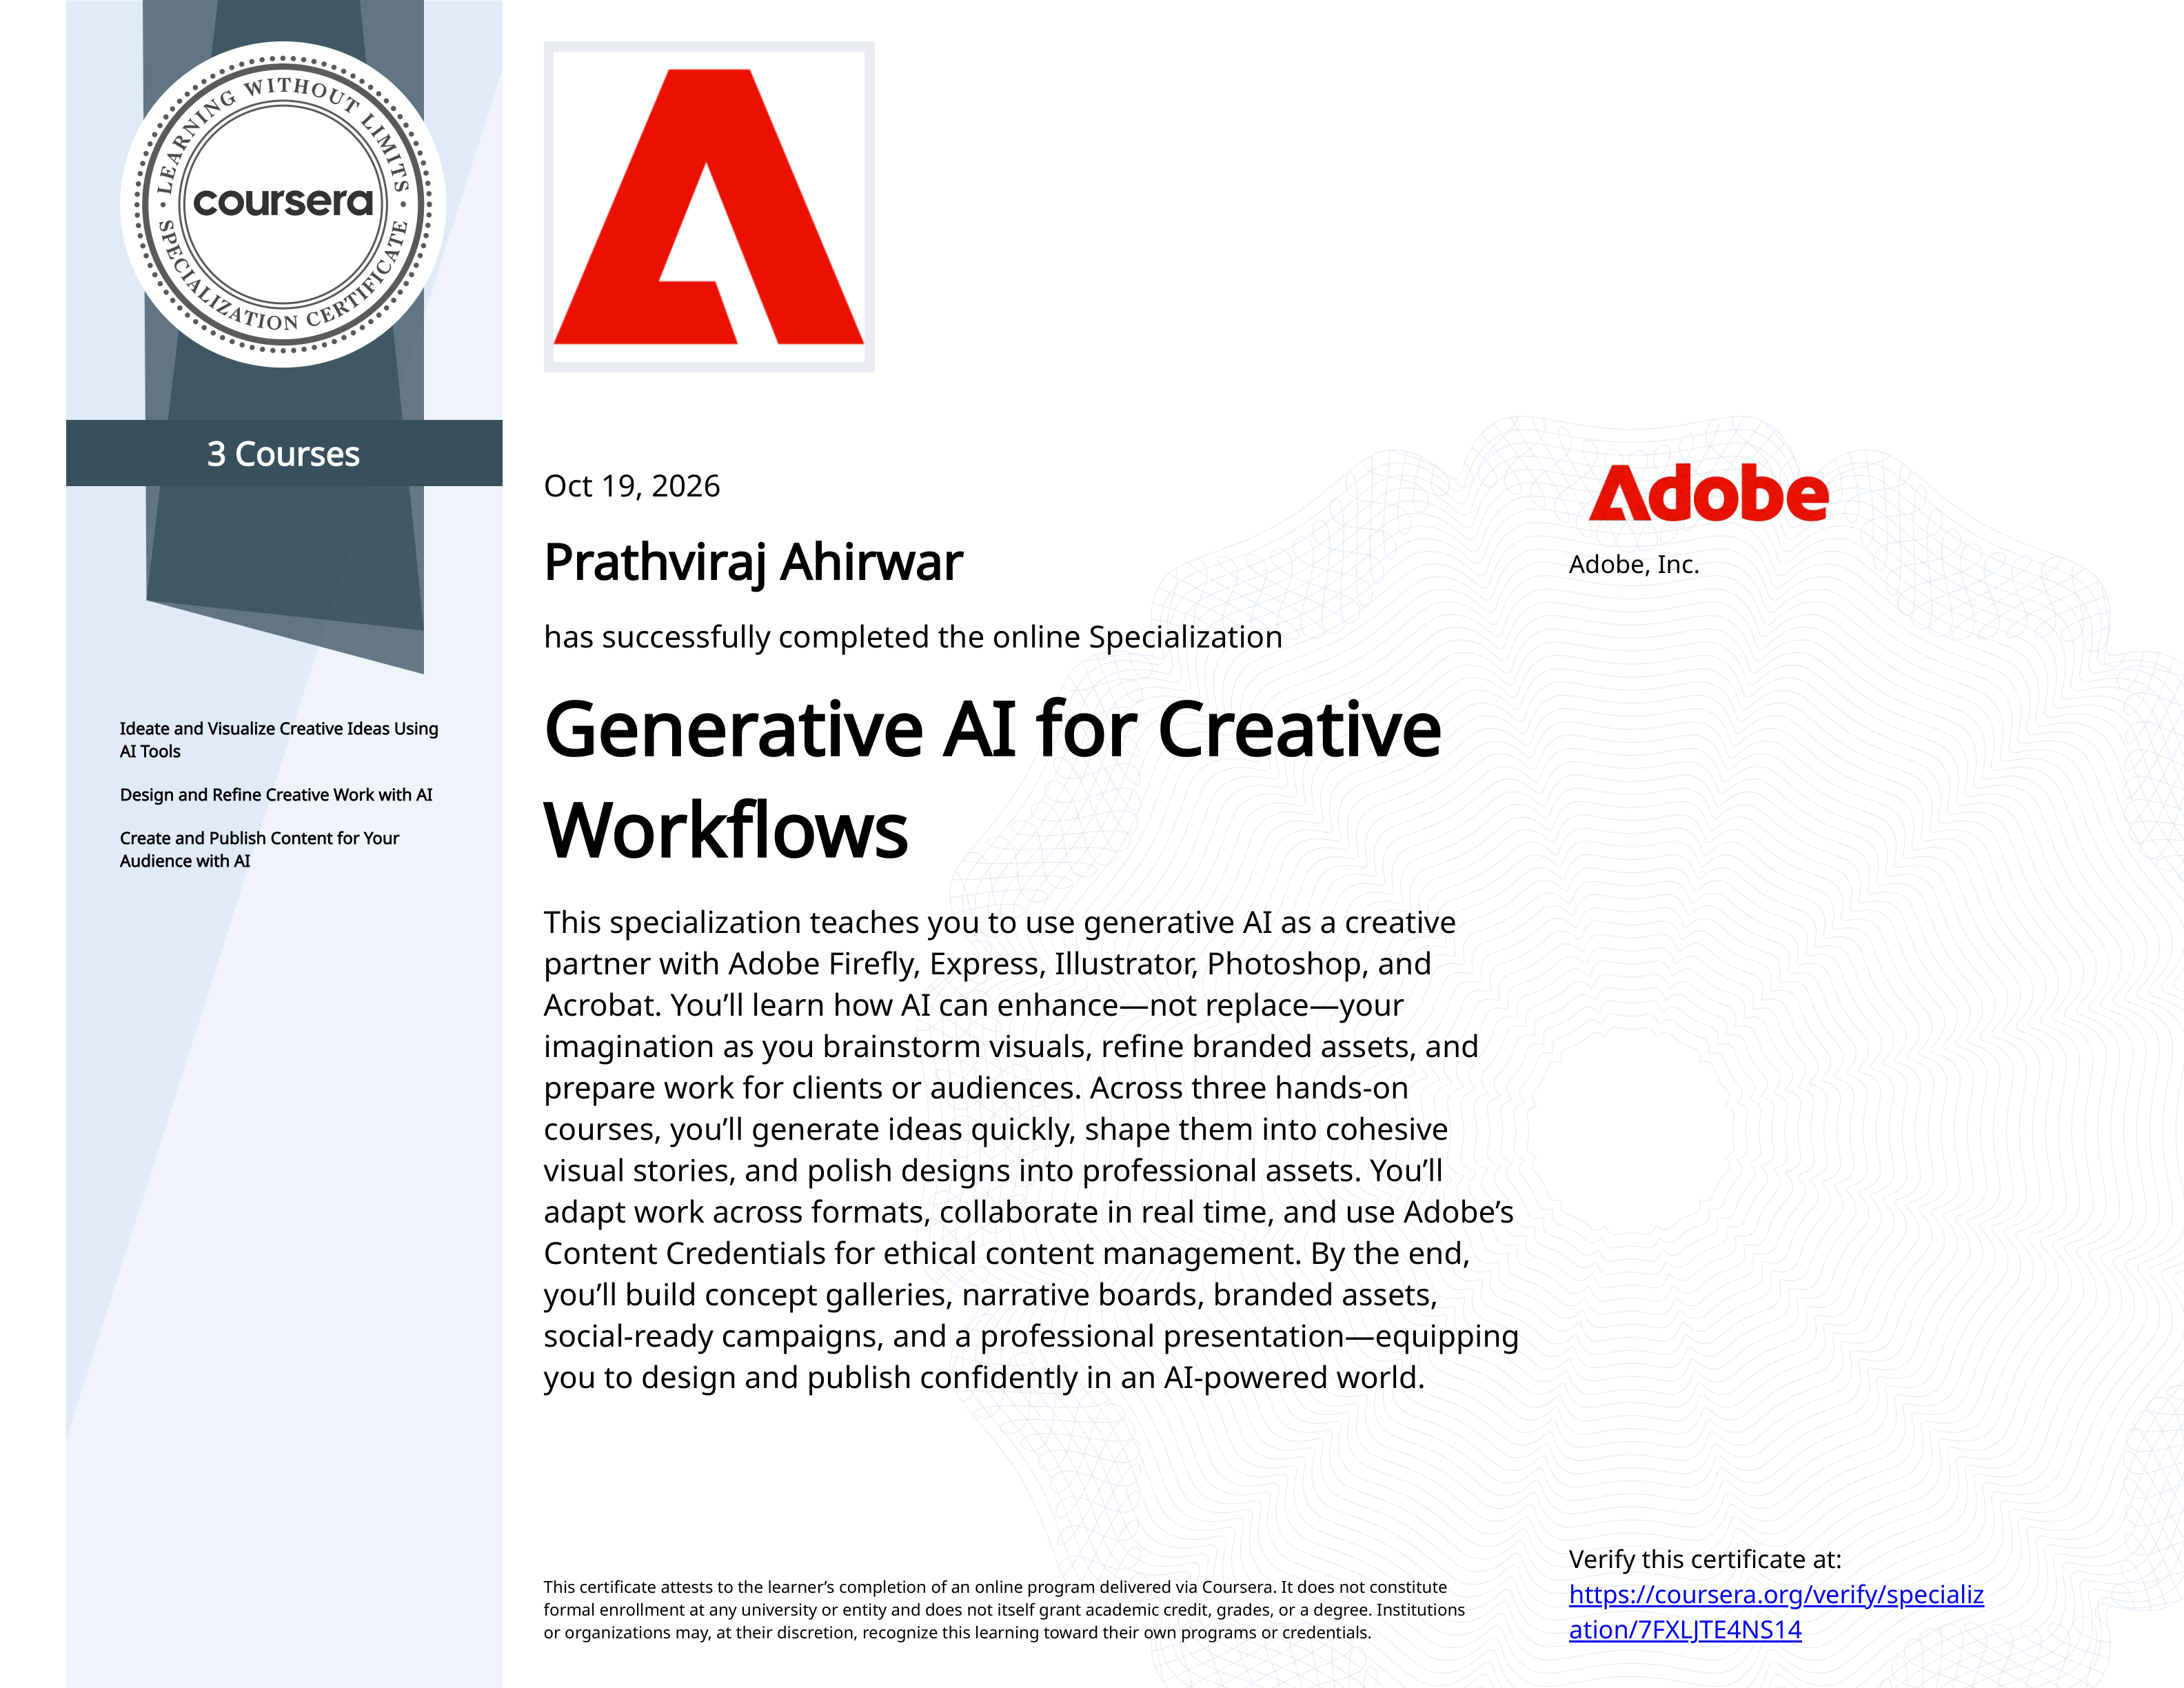 LEARNING WITHOUT LIMITS
coursera
SPECIALIZATION CERTIFICATE
3 Courses
Ideate and Visualize Creative Ideas Using
AI Tools
Design and Refine Creative Work with AI
Create and Publish Content for Your
Audience with AI
Oct 19, 2026
Prathviraj Ahirwar
has successfully completed the online Specialization
Generative AI for Creative
Workflows
This specialization teaches you to use generative AI as a creative
partner with Adobe Firefly, Express, Illustrator, Photoshop, and
Acrobat. You’ll learn how AI can enhance—not replace—your
imagination as you brainstorm visuals, refine branded assets, and
prepare work for clients or audiences. Across three hands-on
courses, you’ll generate ideas quickly, shape them into cohesive
visual stories, and polish designs into professional assets. You’ll
adapt work across formats, collaborate in real time, and use Adobe’s
Content Credentials for ethical content management. By the end,
you’ll build concept galleries, narrative boards, branded assets,
social-ready campaigns, and a professional presentation—equipping
you to design and publish confidently in an AI-powered world.
Adobe
Adobe, Inc.
This certificate attests to the learner’s completion of an online program delivered via Coursera. It does not constitute
formal enrollment at any university or entity and does not itself grant academic credit, grades, or a degree. Institutions
or organizations may, at their discretion, recognize this learning toward their own programs or credentials.
Verify this certificate at:
https://coursera.org/verify/specializ
ation/7FXLJTE4NS14